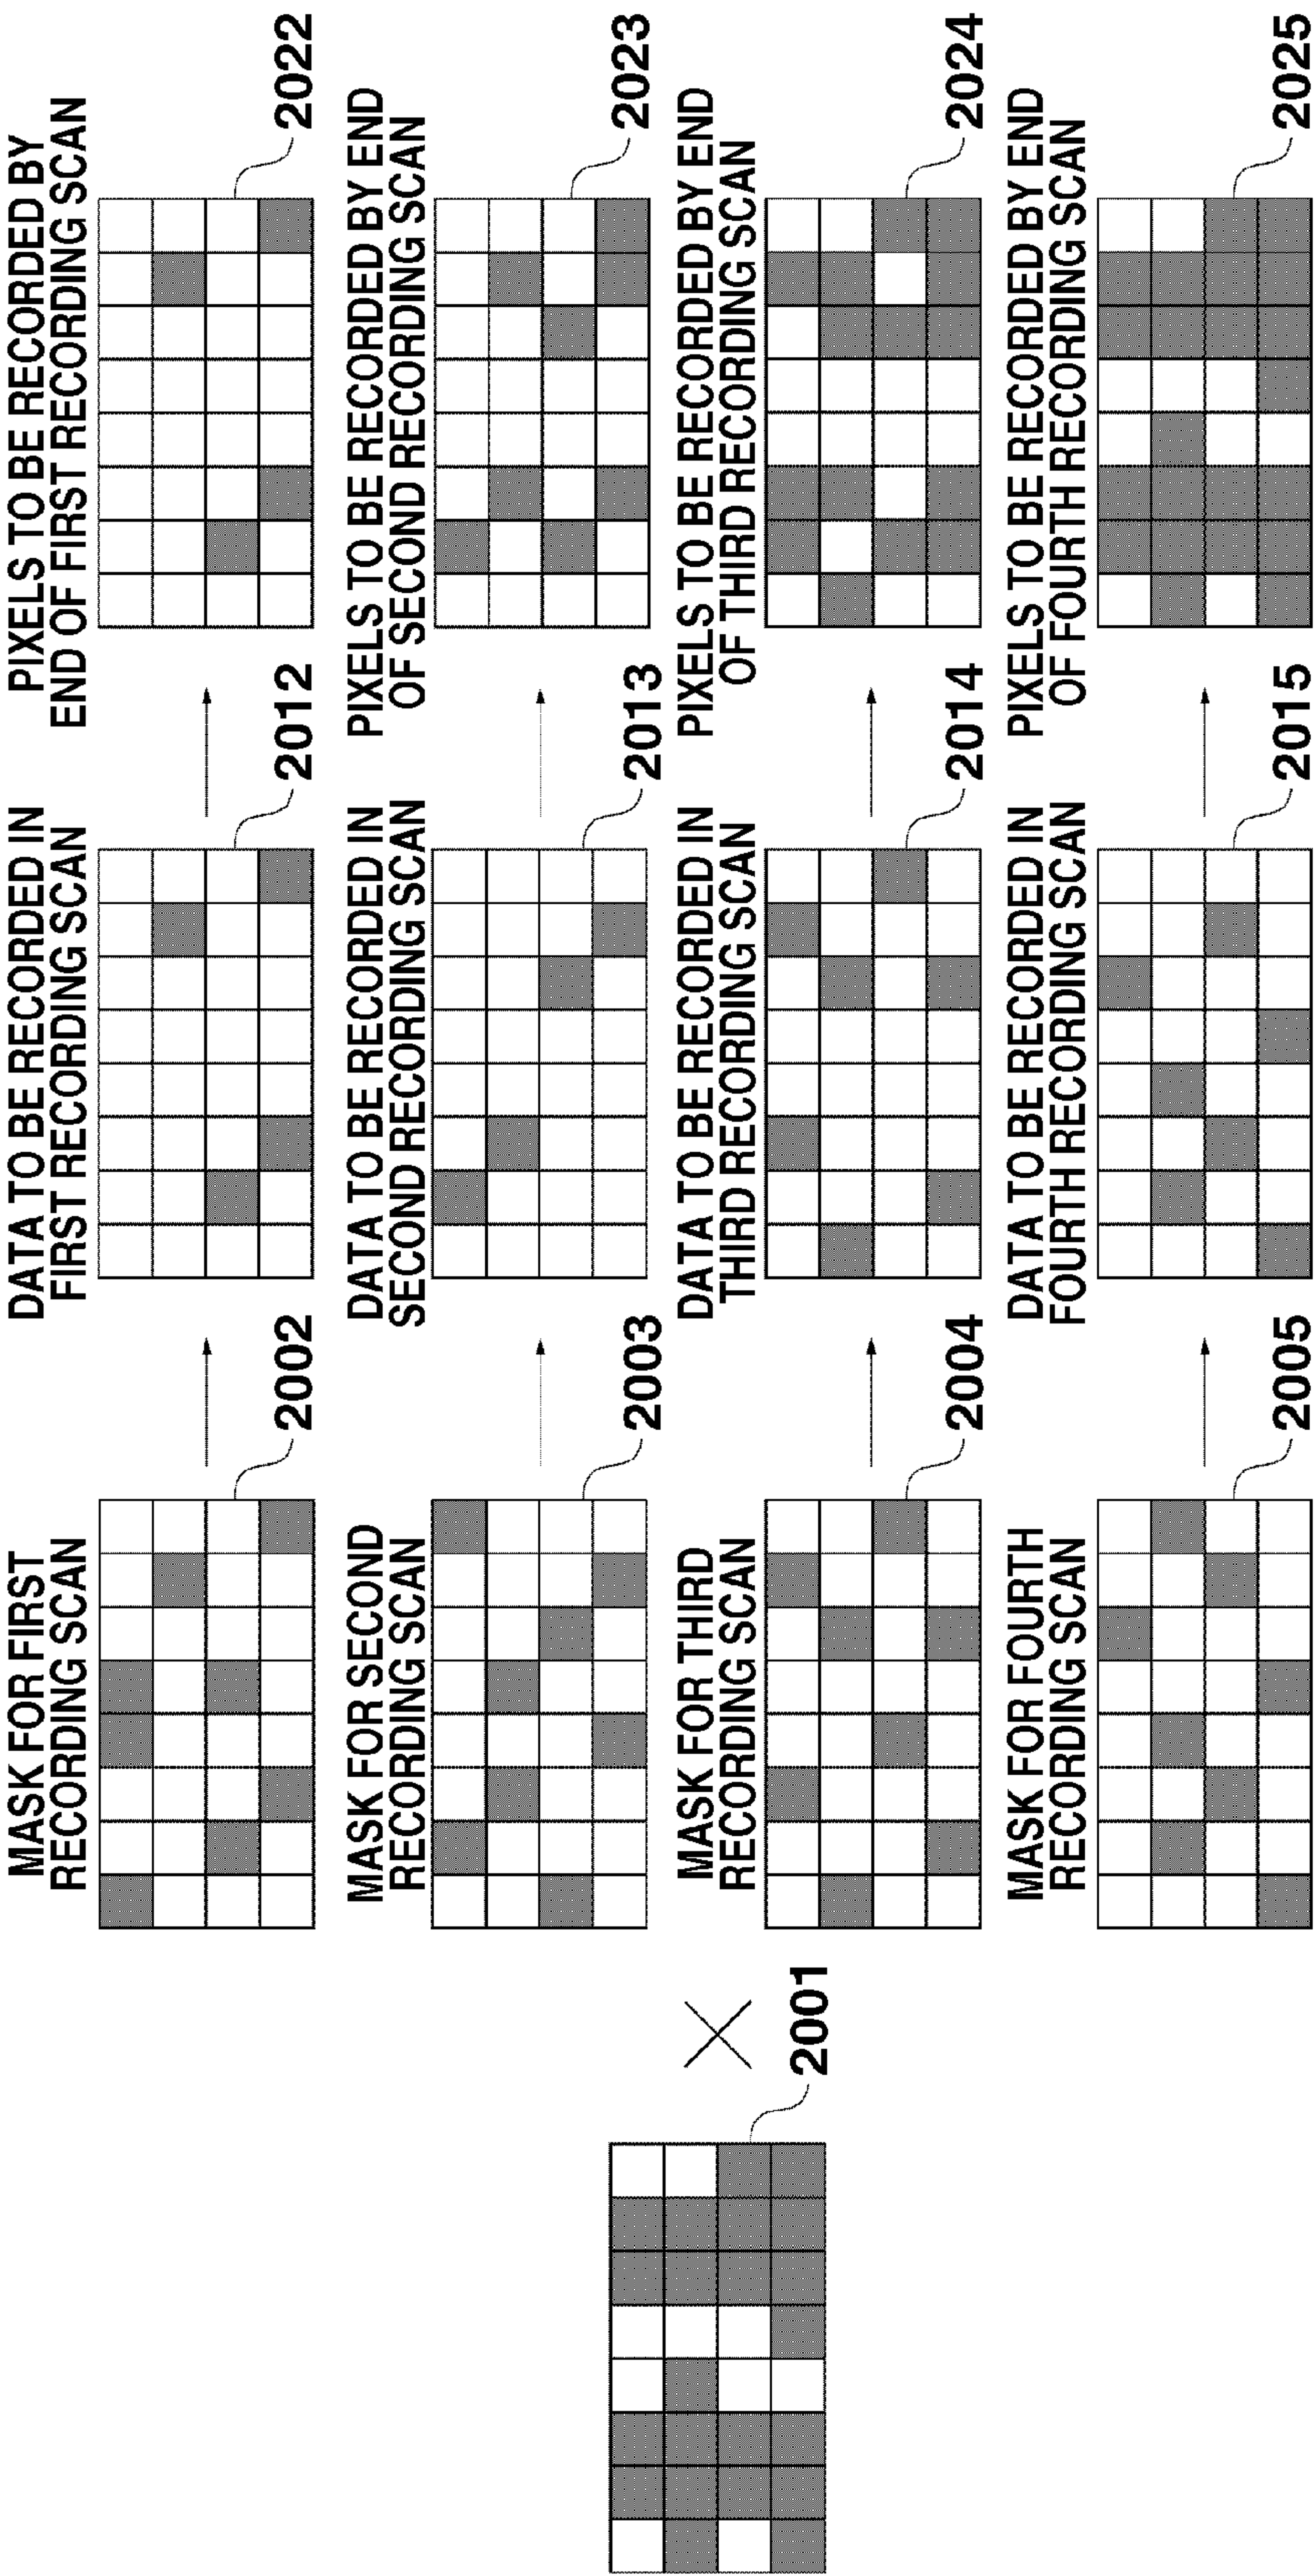 2001
MASK FOR FIRST
RECORDING SCAN
2002
DATA TO BE RECORDED IN
FIRST RECORDING SCAN
2012
PIXELS TO BE RECORDED BY
END OF FIRST RECORDING SCAN
2022
MASK FOR SECOND
RECORDING SCAN
2003
DATA TO BE RECORDED IN
SECOND RECORDING SCAN
2013
PIXELS TO BE RECORDED BY END
OF SECOND RECORDING SCAN
2023
MASK FOR THIRD
RECORDING SCAN
2004
DATA TO BE RECORDED IN
THIRD RECORDING SCAN
2014
PIXELS TO BE RECORDED BY END
OF THIRD RECORDING SCAN
2024
MASK FOR FOURTH
RECORDING SCAN
2005
DATA TO BE RECORDED IN
FOURTH RECORDING SCAN
2015
PIXELS TO BE RECORDED BY END
OF FOURTH RECORDING SCAN
2025